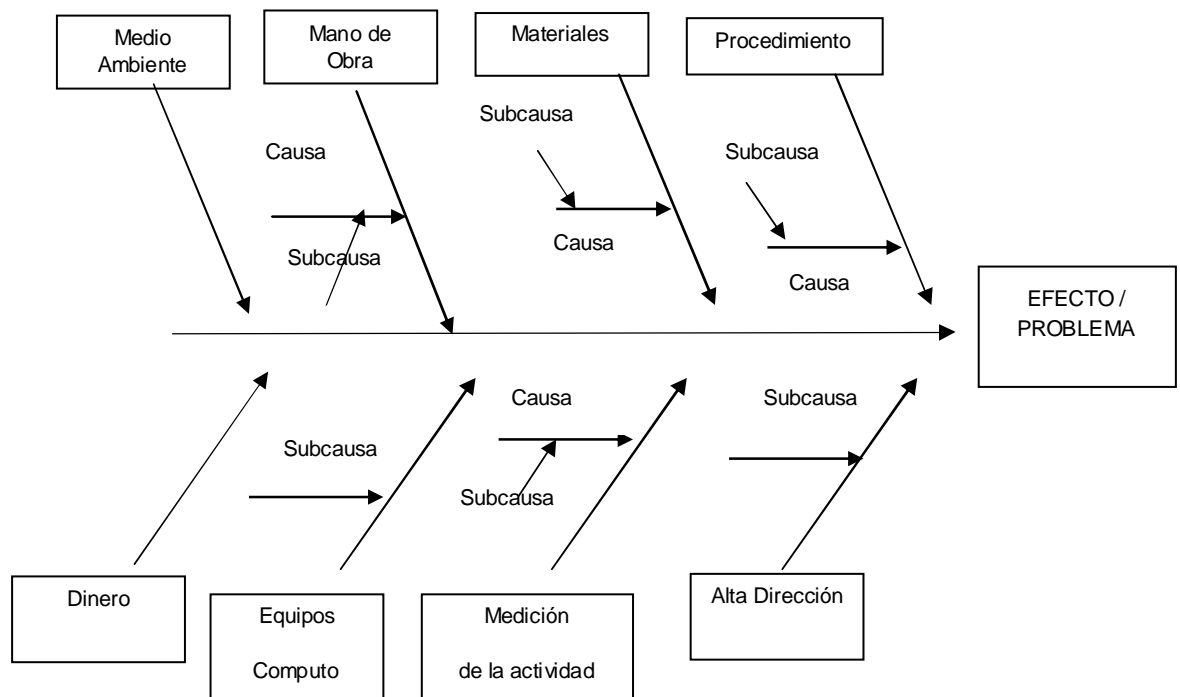 Medio
Ambiente
Mano de
Obra
Materiales
Procedimiento
Subcausa
Causa
Subcausa
Subcausa
Causa
Causa
EFECTO /
PROBLEMA
Causa
Subcausa
Subcausa
Subcausa
Dinero
Equipos
Computo
Medición
de la actividad
Alta Dirección